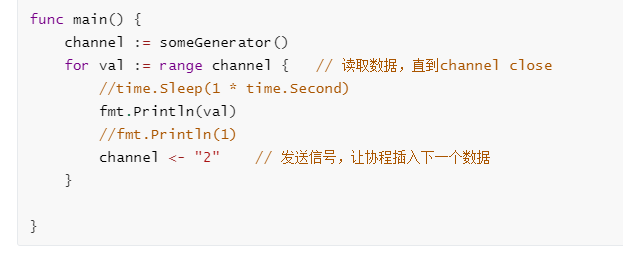 func main() {
    channel := someGenerator()
    for val := range channel {   // 读取数据，直到channel close
        //time.Sleep(1 * time.Second)
        fmt.Println(val)
        //fmt.Println(1)
        channel <- "2"    // 发送信号，让协程插入下一个数据
    }
}